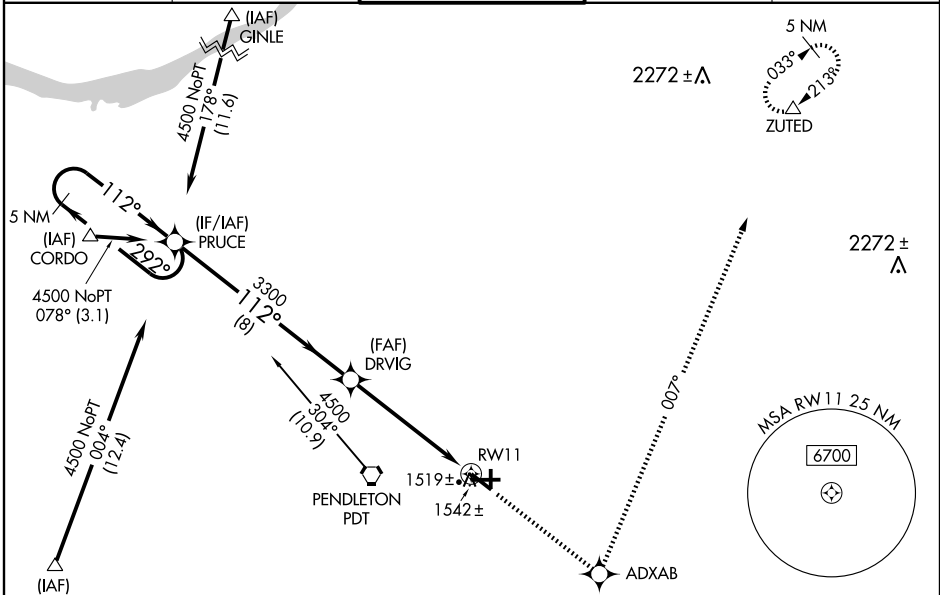 (IAF)
GINLE
4500 NoPT
178°
(11.6)
5 NM
033°
213°
ZUTED
2272 ±
112°
5 NM
(IAF)
CORDO
292°
(IF/IAF)
PRUCE
4500 NoPT
078° (3.1)
2272 ±
3300
112°
(8)
(FAF)
DRVIG
4500
304°
(10.9)
PENDLETON
PDT
4500 NoPT
004°
(12.4)
(IAF)
RW11
1519 ±
1542 ±
007°
ADXAB
MSA RW11 25 NM
6700